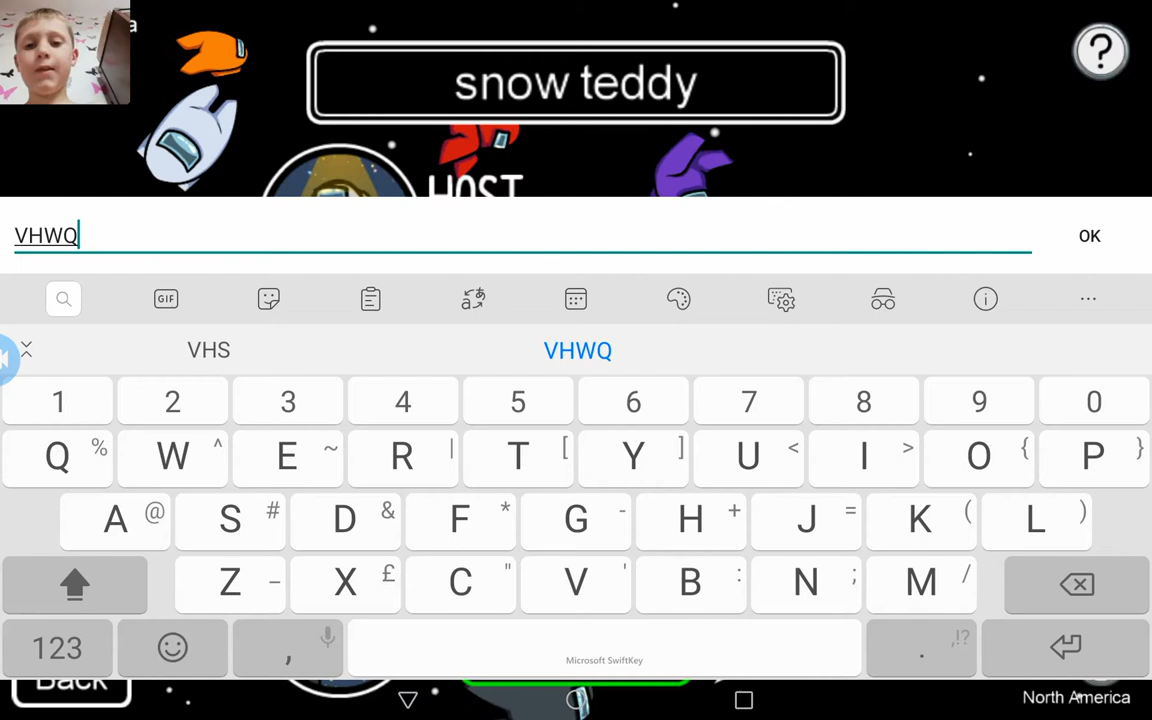 a
snow teddy
?
HOST
VHWQ
OK
GIF
VHS VHWQ
1 2 3 4 5 6 7 8 9 0
Q % W ^ E ~ R | T [ Y ] U < I > O { P }
A @ S # D & F * G - H + J = K ( L )
Z _ X £ C " V ' B : N ; M /
123 , . ,!?
Microsoft SwiftKey
Back
North America